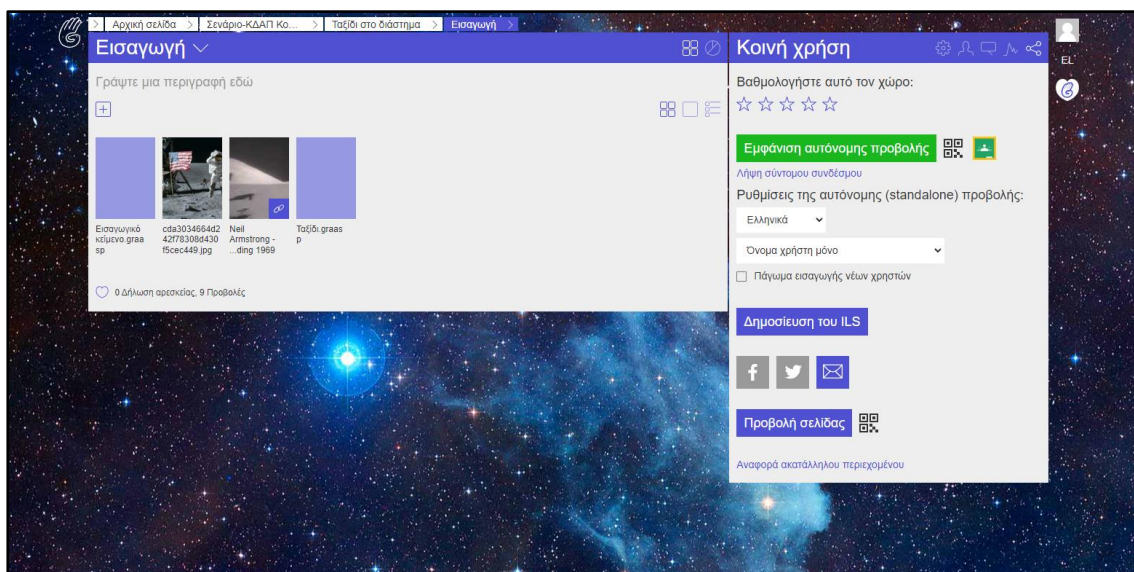 > Αρχική σελίδα > Σενάριο-ΚΔΑΠ Κο... > Ταξίδι στο διάστημα > Εισαγωγή >
Εισαγωγή
Γράψτε μια περιγραφή εδώ
Εισαγωγικό
κείμενο.graa
sp
cda3034664d2
42f78308d430
f5cec449.jpg
Neil
Armstrong -
...ding 1969
Ταξίδι.graas
p
0 Δήλωση αρεσκείας, 9 Προβολές
Κοινή χρήση
Βαθμολογήστε αυτό τον χώρο:
Εμφάνιση αυτόνομης προβολής
Λήψη σύντομου συνδέσμου
Ρυθμίσεις της αυτόνομης (standalone) προβολής:
Ελληνικά
Όνομα χρήστη μόνο
Πάγωμα εισαγωγής νέων χρηστών
Δημοσίευση του ILS
Προβολή σελίδας
Αναφορά ακατάλληλου περιεχομένου
EL